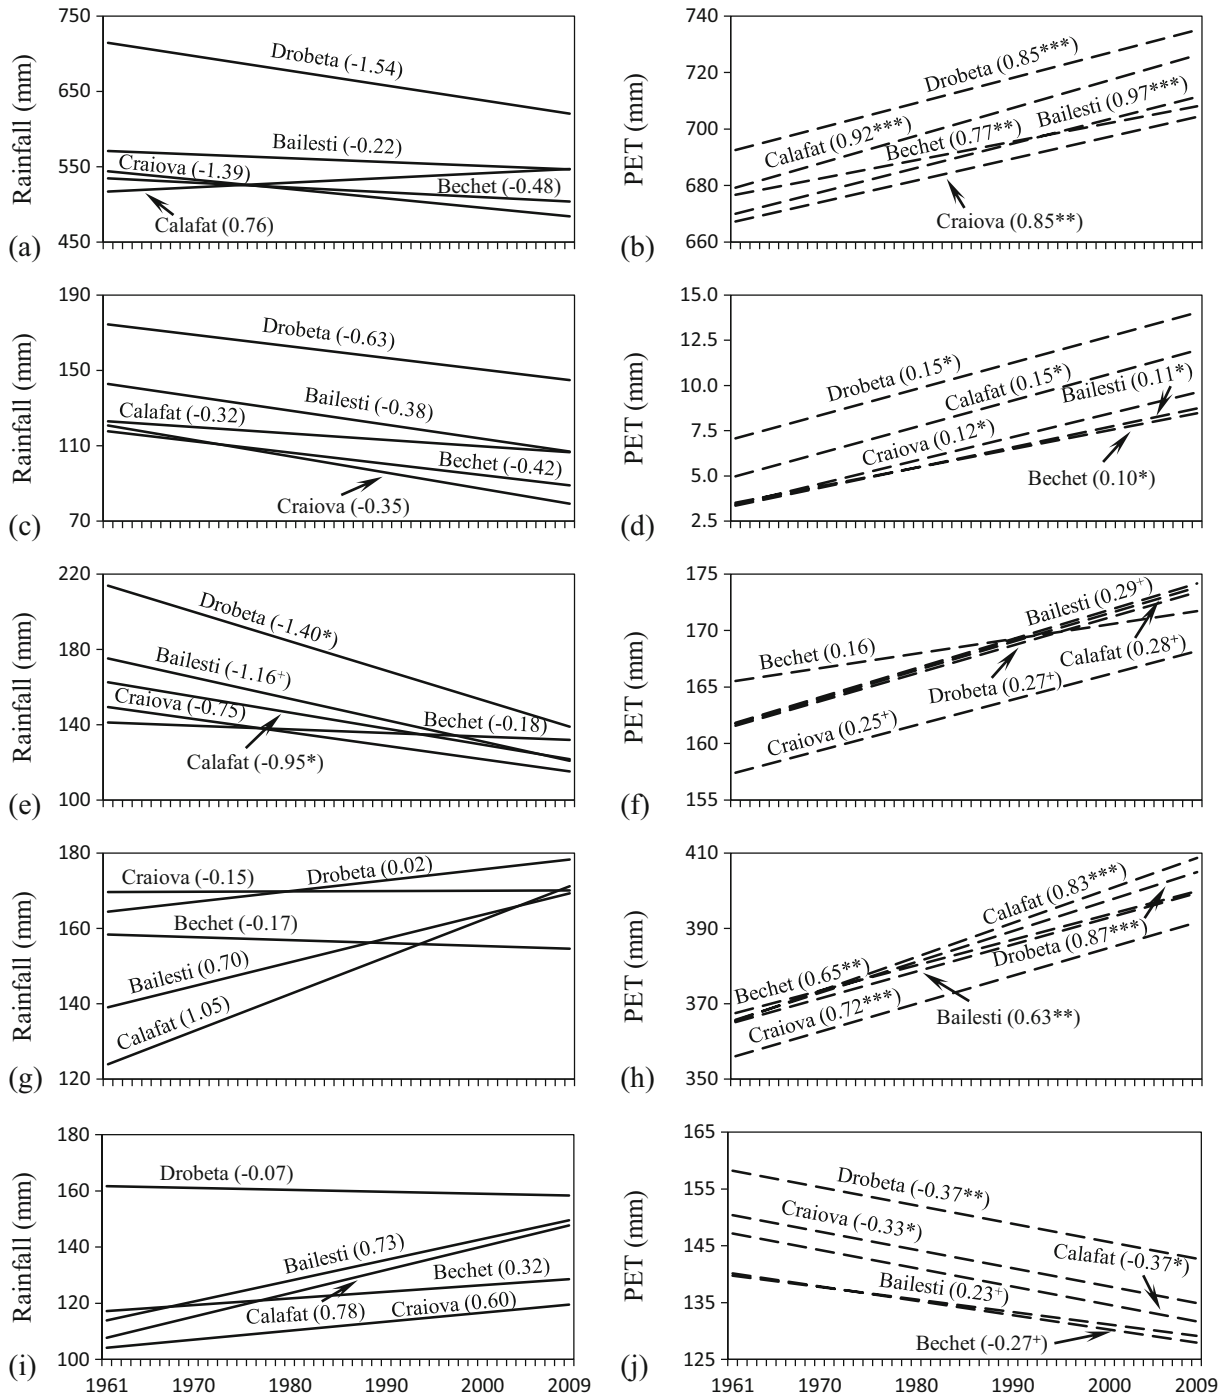 Rainfall (mm)
750
650
550
450
Drobeta (-1.54)
Bailesti (-0.22)
Craiova (-1.39)
Bechet (-0.48)
Calafat (0.76)
(a)
PET (mm)
740
720
700
680
660
Drobeta (0.85***)
Bailesti (0.97***)
Calafat (0.92***)
Bechet (0.77**)
Craiova (0.85**)
(b)
Rainfall (mm)
190
150
110
70
Drobeta (-0.63)
Bailesti (-0.38)
Calafat (-0.32)
Bechet (-0.42)
Craiova (-0.35)
(c)
PET (mm)
15.0
10.0
7.5
5.0
2.5
Drobeta (0.15*)
Calafat (0.15*)
Bailesti (0.11*)
Craiova (0.12*)
Bechet (0.10*)
(d)
Rainfall (mm)
220
180
140
100
Drobeta (-1.40*)
Bailesti (-1.16+)
Craiova (-0.75)
Bechet (-0.18)
Calafat (-0.95*)
(e)
PET (mm)
175
170
165
160
155
Bailesti (0.29+)
Bechet (0.16)
Calafat (0.28+)
Drobeta (0.27+)
Craiova (0.25+)
(f)
Rainfall (mm)
180
160
140
120
Craiova (-0.15)
Drobeta (0.02)
Bechet (-0.17)
Bailesti (0.70)
Calafat (1.05)
(g)
PET (mm)
410
390
370
350
Calafat (0.83***)
Drobeta (0.87***)
Bechet (0.65**)
Craiova (0.72***)
Bailesti (0.63**)
(h)
Rainfall (mm)
180
160
140
120
100
Drobeta (-0.07)
Bailesti (0.73)
Bechet (0.32)
Calafat (0.78)
Craiova (0.60)
(i)
1961 1970 1980 1990 2000 2009
PET (mm)
165
155
145
135
125
Drobeta (-0.37**)
Craiova (-0.33*)
Calafat (-0.37*)
Bailesti (0.23+)
Bechet (-0.27+)
(j)
1961 1970 1980 1990 2000 2009